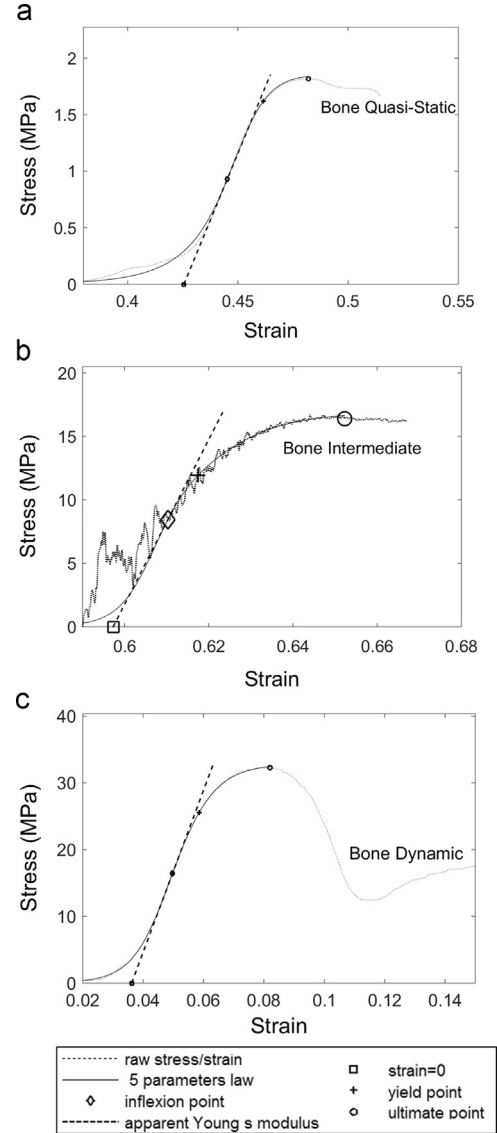 a
2
1.5
1
0.5
0
0.4
0.45
0.5
0.55
Stress (MPa)
Strain
Bone Quasi-Static
b
20
15
10
5
0
0.6
0.62
0.64
0.66
0.68
Stress (MPa)
Strain
Bone Intermediate
c
40
30
20
10
0
0.02
0.04
0.06
0.08
0.1
0.12
0.14
Stress (MPa)
Strain
Bone Dynamic
raw stress/strain
5 parameters law
inflexion point
apparent Young s modulus
strain=0
yield point
ultimate point